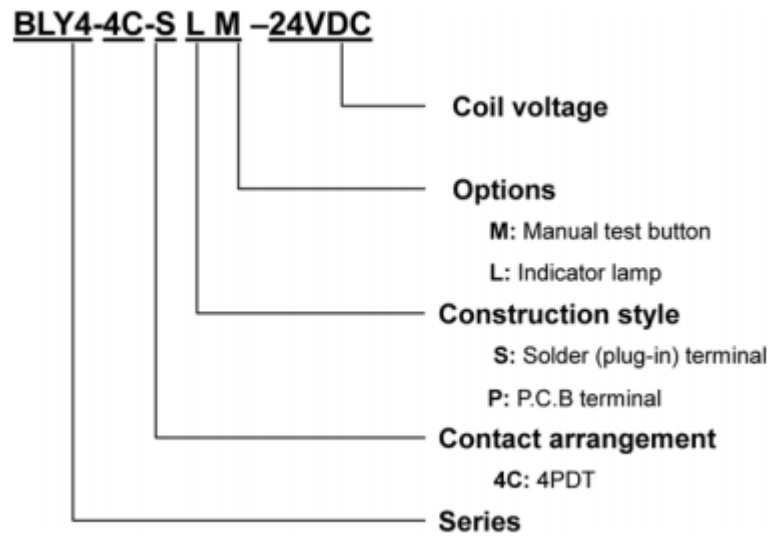 BLY4-4C-S L M –24VDC
Coil voltage
Options
M: Manual test button
L: Indicator lamp
Construction style
S: Solder (plug-in) terminal
P: P.C.B terminal
Contact arrangement
4C: 4PDT
Series